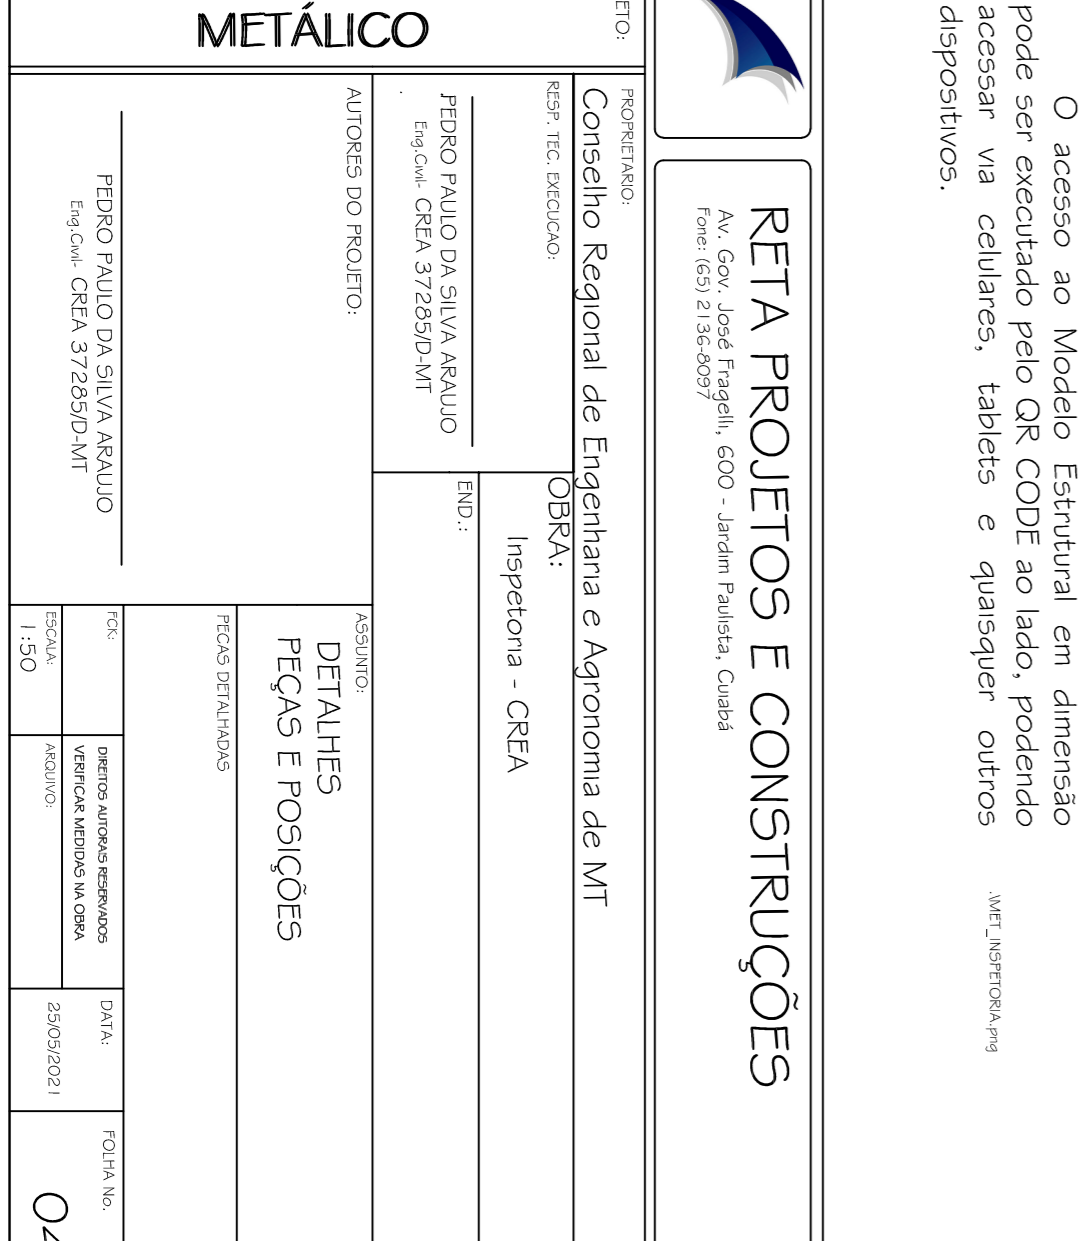 O acesso ao Modelo Estrutural em dimensão
pode ser executado pelo QR CODE ao lado, podendo
acessar via celulares, tablets e quaisquer outros
dispositivos.
.\MET_INSPETORIA.png
RETA PROJETOS E CONSTRUÇÕES
Av. Gov. José Fragelli, 600 - Jardim Paulista, Cuiabá
Fone: (65) 2136-8097
ETO:
METÁLICO
PROPRIETARIO:
Conselho Regional de Engenharia e Agronomia de MT
RESP. TEC. EXECUCAO:
PEDRO PAULO DA SILVA ARAUJO
Eng.Civil- CREA 37285/D-MT
.
OBRA:
Inspetoria - CREA
END.:
AUTORES DO PROJETO:
PEDRO PAULO DA SILVA ARAUJO
Eng.Civil- CREA 37285/D-MT
ASSUNTO:
DETALHES
PEÇAS E POSIÇÕES
PECAS DETALHADAS
FCK:
DIREITOS AUTORAIS RESERVADOS
VERIFICAR MEDIDAS NA OBRA
ESCALA:
1:50
ARQUIVO:
DATA:
25/05/2021
FOLHA No.